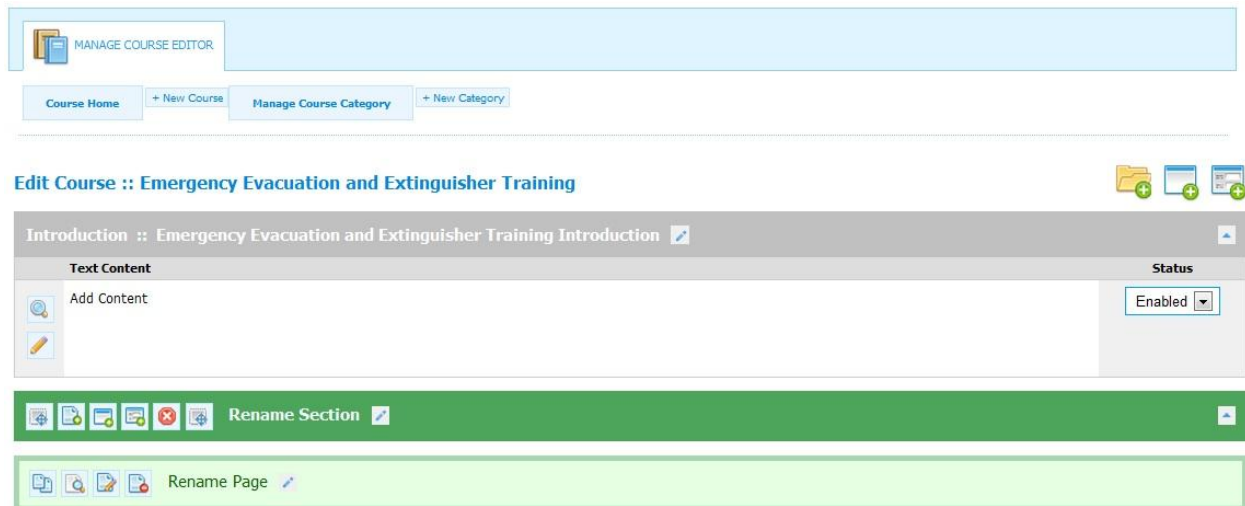 MANAGE COURSE EDITOR
Course Home + New Course Manage Course Category + New Category
Edit Course :: Emergency Evacuation and Extinguisher Training
Introduction :: Emergency Evacuation and Extinguisher Training Introduction
Text Content Status
Add Content Enabled
Rename Section
Rename Page